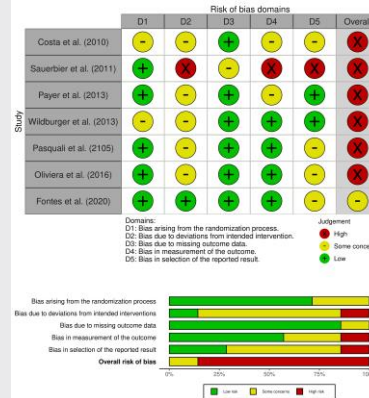 Risk of bias domains
D1 D2 D3 D4 D5 Overall
Study
Costa et al. (2010) - - + - - X
Sauerbier et al. (2011) + X - X X X
Payer et al. (2013) + - + - + X
Wildburger et al. (2013) - - + + + X
Pasquali et al. (2105) + - + + - X
Oliviera et al. (2016) + - + + - X
Fontes et al. (2020) + + + + - -
Domains:
D1: Bias arising from the randomization process.
D2: Bias due to deviations from intended intervention.
D3: Bias due to missing outcome data.
D4: Bias in measurement of the outcome.
D5: Bias in selection of the reported result.
Judgement
X High
- Some conce
+ Low
Bias arising from the randomization process
Bias due to deviations from intended interventions
Bias due to missing outcome data
Bias in measurement of the outcome
Bias in selection of the reported result
Overall risk of bias
0% 25% 50% 75% 100
Low risk Some concerns High risk